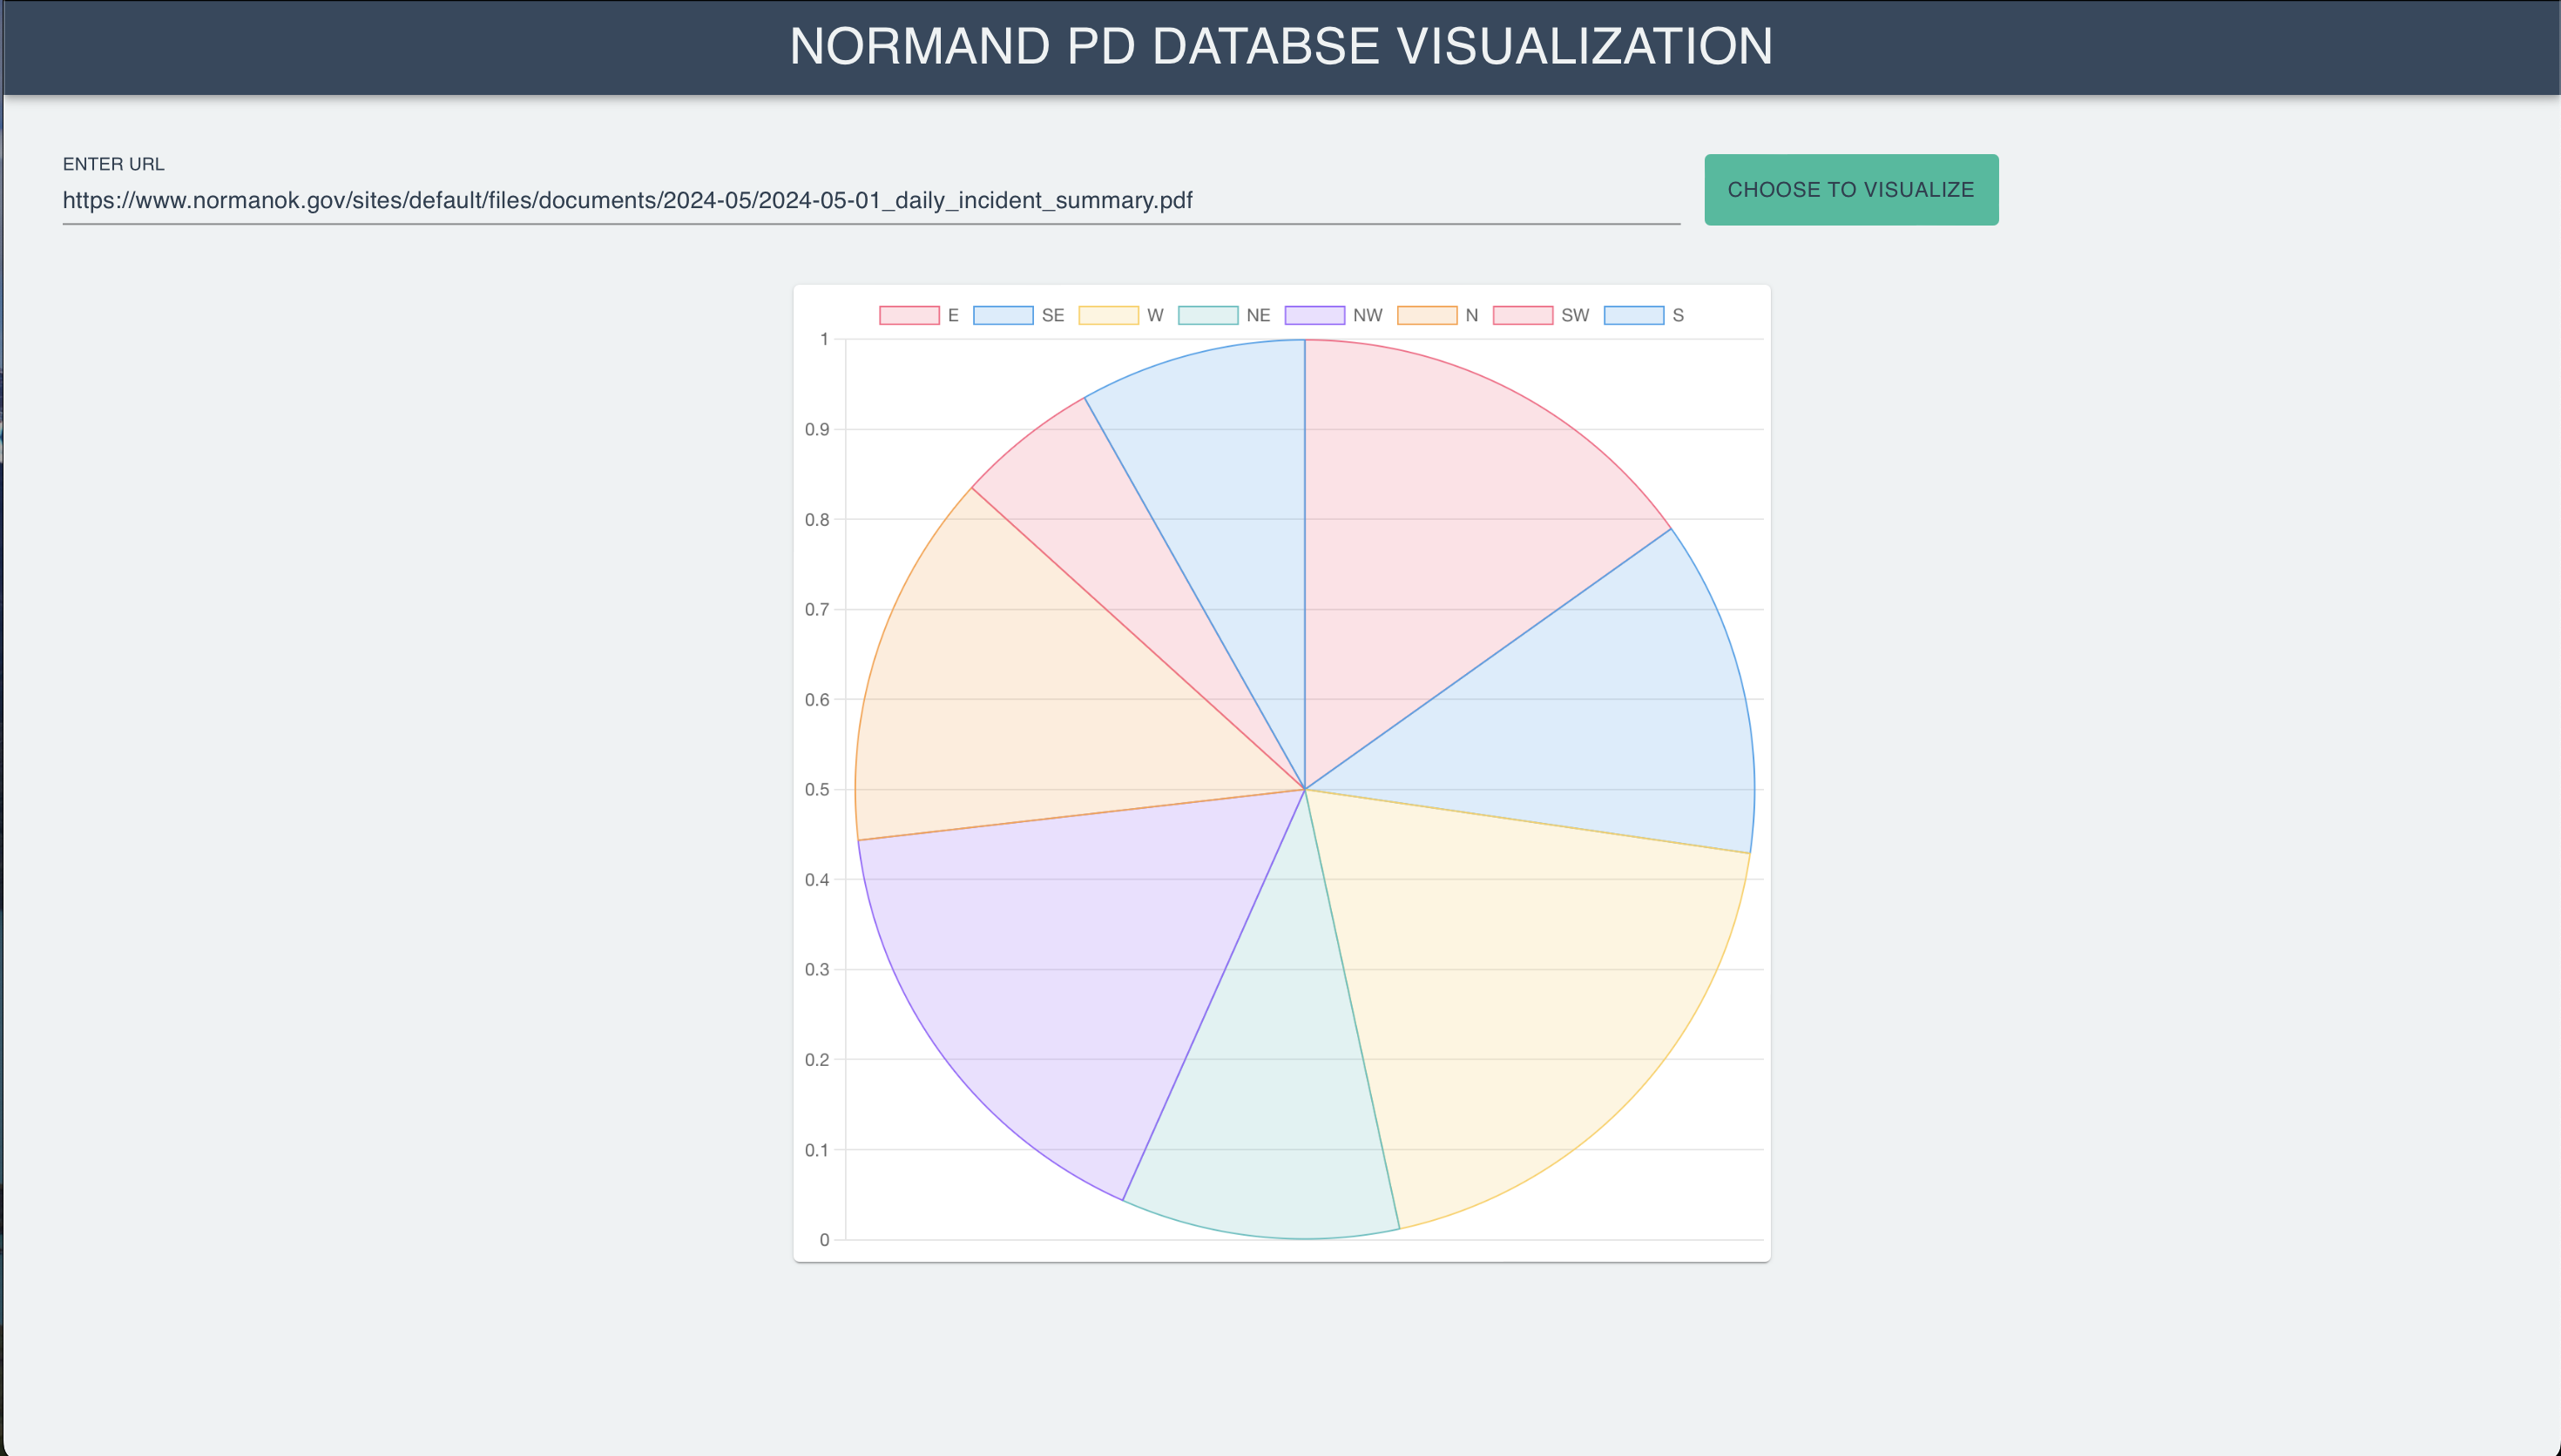 NORMAND PD DATABSE VISUALIZATION
ENTER URL
https://www.normanok.gov/sites/default/files/documents/2024-05/2024-05-01_daily_incident_summary.pdf
CHOOSE TO VISUALIZE
E SE W NE NW N SW S
1
0.9
0.8
0.7
0.6
0.5
0.4
0.3
0.2
0.1
0